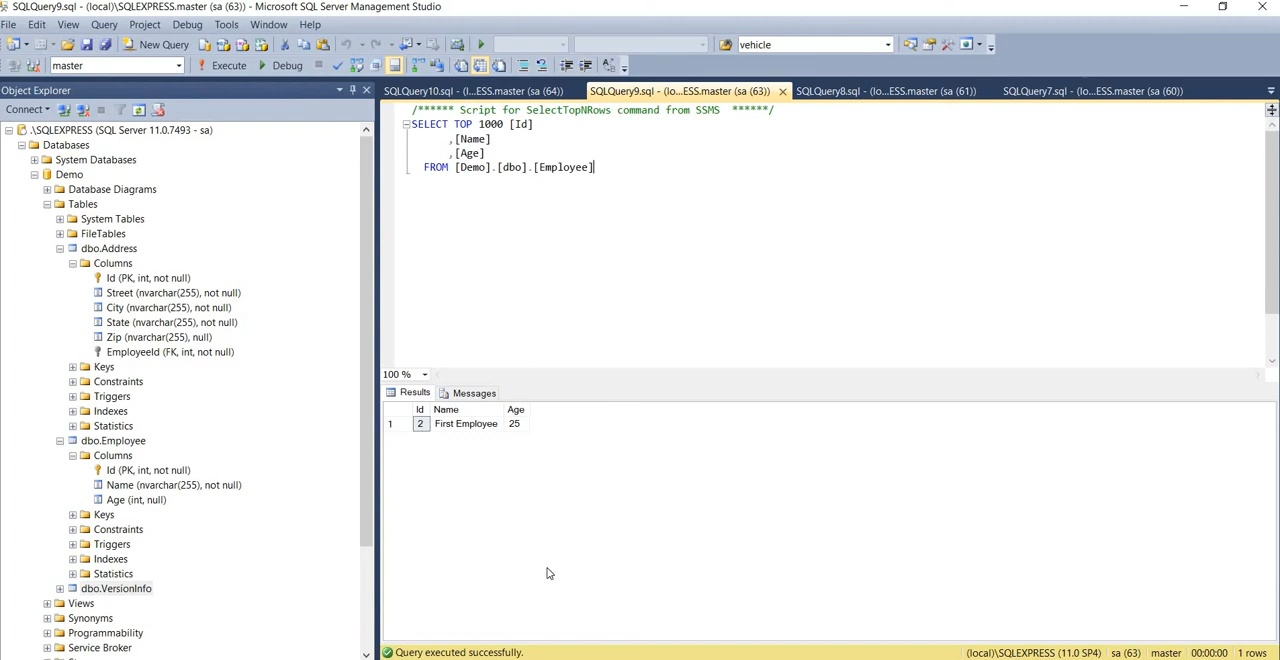 SQLQuery9.sql - (local)\SQLEXPRESS.master (sa (63)) - Microsoft SQL Server Management Studio
File Edit View Query Project Debug Tools Window Help
New Query vehicle
master Execute Debug
Object Explorer
SQLQuery10.sql - (l...ESS.master (sa (64)) SQLQuery9.sql - (lo...ESS.master (sa (63)) SQLQuery8.sql - (lo...ESS.master (sa (61)) SQLQuery7.sql - (lo...ESS.master (sa (60))
Connect
.\SQLEXPRESS (SQL Server 11.0.7493 - sa)
Databases
System Databases
Demo
Database Diagrams
Tables
System Tables
FileTables
dbo.Address
Columns
Id (PK, int, not null)
Street (nvarchar(255), not null)
City (nvarchar(255), not null)
State (nvarchar(255), not null)
Zip (nvarchar(255), null)
EmployeeId (FK, int, not null)
Keys
Constraints
Triggers
Indexes
Statistics
dbo.Employee
Columns
Id (PK, int, not null)
Name (nvarchar(255), not null)
Age (int, null)
Keys
Constraints
Triggers
Indexes
Statistics
dbo.VersionInfo
Views
Synonyms
Programmability
Service Broker
/****** Script for SelectTopNRows command from SSMS ******/
SELECT TOP 1000 [Id]
,[Name]
,[Age]
FROM [Demo].[dbo].[Employee]
100 %
Results Messages
Id Name Age
1 2 First Employee 25
Query executed successfully. (local)\SQLEXPRESS (11.0 SP4) sa (63) master 00:00:00 1 rows